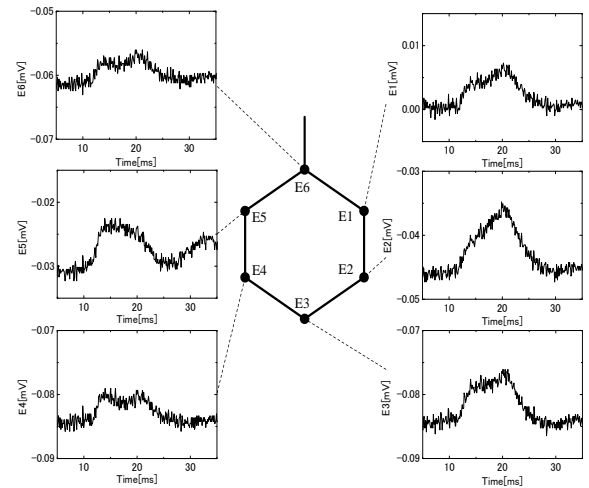 −0.05
−0.06
−0.07
E6[mV]
10 20 30
Time[ms]
0.01
0.00
E1[mV]
10 20 30
Time[ms]
−0.02
−0.03
E5[mV]
10 20 30
Time[ms]
−0.03
−0.04
−0.05
E2[mV]
10 20 30
Time[ms]
−0.07
−0.08
−0.09
E4[mV]
10 20 30
Time[ms]
−0.07
−0.08
−0.09
E3[mV]
10 20 30
Time[ms]
E6
E5
E1
E4
E2
E3